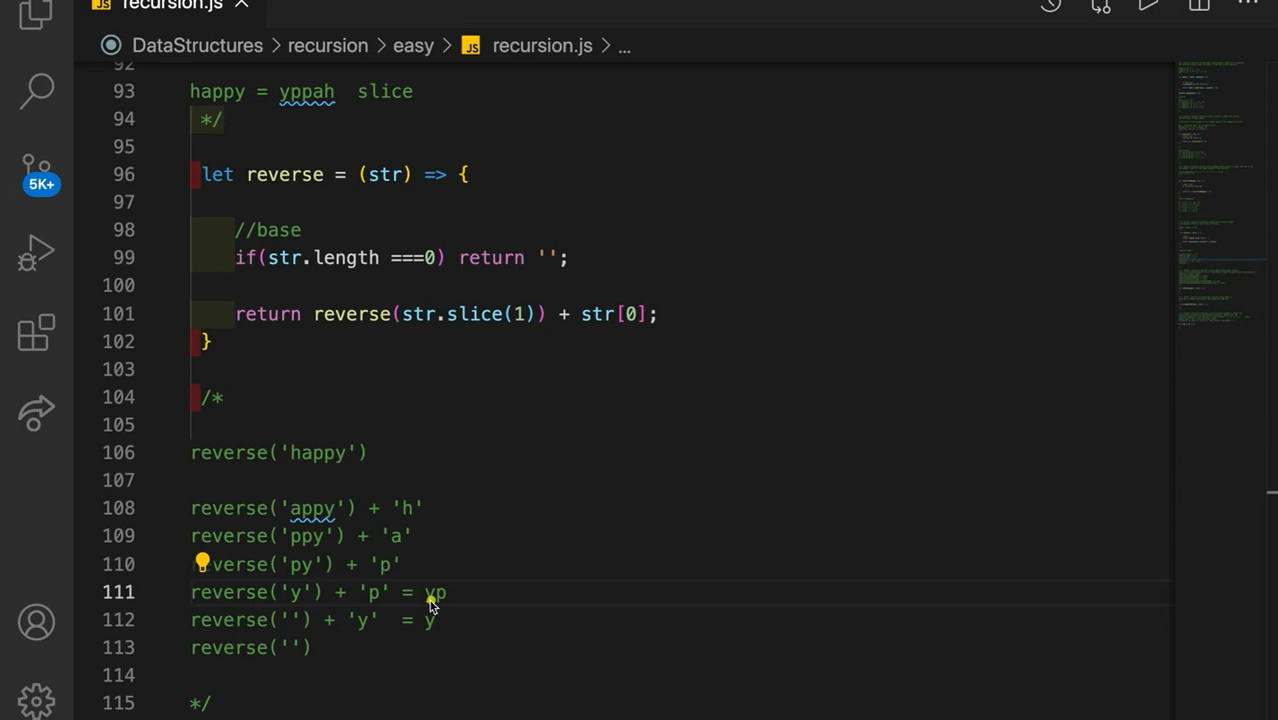 JS recursion.js
DataStructures > recursion > easy > JS recursion.js > ...
92
93 happy = yppah slice
94 */
95
96 let reverse = (str) => {
97
98 //base
99 if(str.length ===0) return '';
100
101 return reverse(str.slice(1)) + str[0];
102 }
103
104 /*
105
106 reverse('happy')
107
108 reverse('appy') + 'h'
109 reverse('ppy') + 'a'
110 reverse('py') + 'p'
111 reverse('y') + 'p' = yp
112 reverse('') + 'y' = y
113 reverse('')
114
115 */
5K+